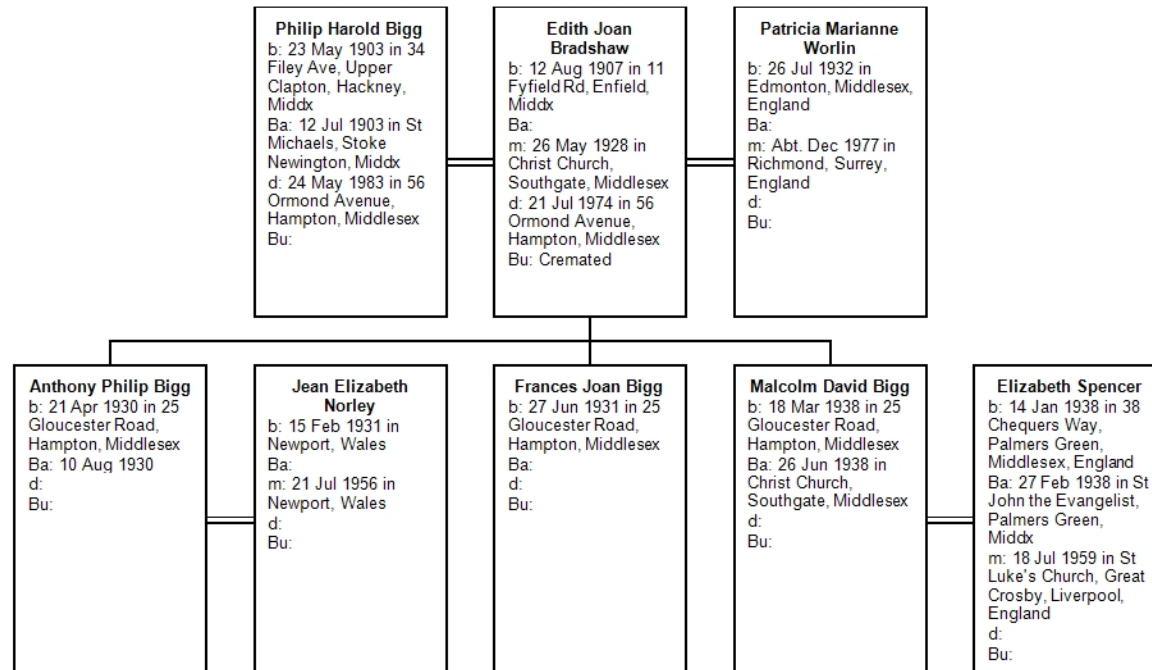 Philip Harold Bigg
b: 23 May 1903 in 34
Filey Ave, Upper
Clapton, Hackney,
Middx
Ba: 12 Jul 1903 in St
Michaels, Stoke
Newington, Middx
d: 24 May 1983 in 56
Ormond Avenue,
Hampton, Middlesex
Bu:
Edith Joan
Bradshaw
b: 12 Aug 1907 in 11
Fyfield Rd, Enfield,
Middx
Ba:
m: 26 May 1928 in
Christ Church,
Southgate, Middlesex
d: 21 Jul 1974 in 56
Ormond Avenue,
Hampton, Middlesex
Bu: Cremated
Patricia Marianne
Worlin
b: 26 Jul 1932 in
Edmonton, Middlesex,
England
Ba:
m: Abt. Dec 1977 in
Richmond, Surrey,
England
d:
Bu:
Anthony Philip Bigg
b: 21 Apr 1930 in 25
Gloucester Road,
Hampton, Middlesex
Ba: 10 Aug 1930
d:
Bu:
Jean Elizabeth
Norley
b: 15 Feb 1931 in
Newport, Wales
Ba:
m: 21 Jul 1956 in
Newport, Wales
d:
Bu:
Frances Joan Bigg
b: 27 Jun 1931 in 25
Gloucester Road,
Hampton, Middlesex
Ba:
d:
Bu:
Malcolm David Bigg
b: 18 Mar 1938 in 25
Gloucester Road,
Hampton, Middlesex
Ba: 26 Jun 1938 in
Christ Church,
Southgate, Middlesex
d:
Bu:
Elizabeth Spencer
b: 14 Jan 1938 in 38
Chequers Way,
Palmers Green,
Middlesex, England
Ba: 27 Feb 1938 in St
John the Evangelist,
Palmers Green,
Middx
m: 18 Jul 1959 in St
Luke's Church, Great
Crosby, Liverpool,
England
d:
Bu: